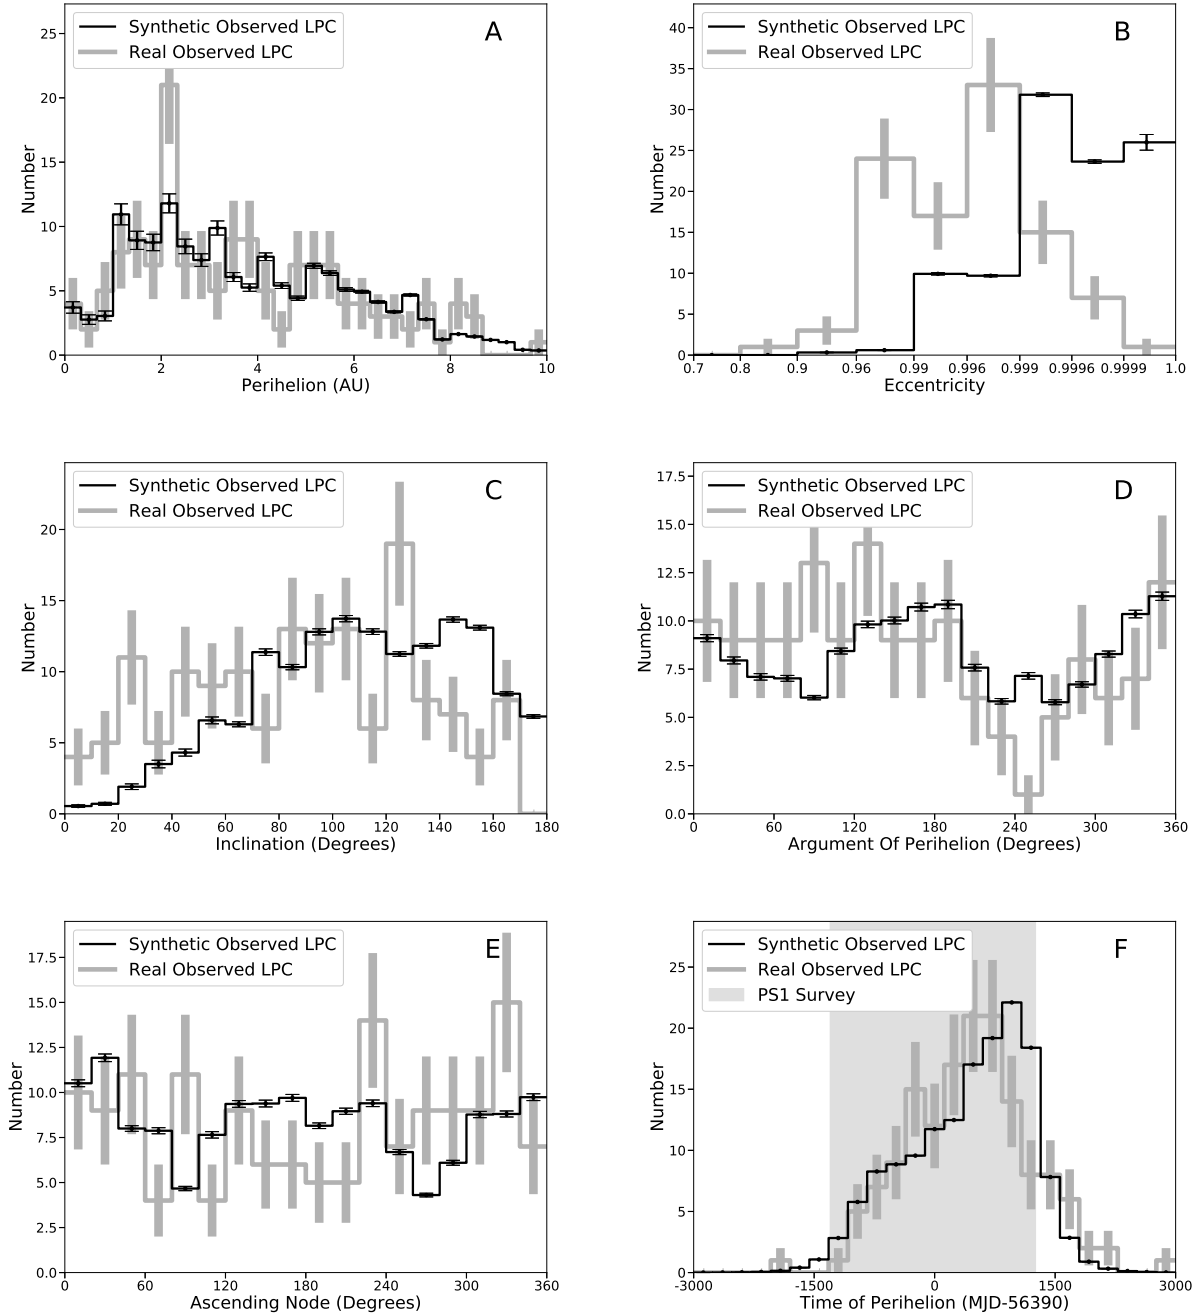 A
Synthetic Observed LPC
Real Observed LPC
Number
25
20
15
10
5
0
0 2 4 6 8 10
Perihelion (AU)
B
Synthetic Observed LPC
Real Observed LPC
Number
40
35
30
25
20
15
10
5
0
0.7 0.8 0.9 0.96 0.99 0.996 0.999 0.9996 0.9999 1.0
Eccentricity
C
Synthetic Observed LPC
Real Observed LPC
Number
20
15
10
5
0
0 20 40 60 80 100 120 140 160 180
Inclination (Degrees)
D
Synthetic Observed LPC
Real Observed LPC
Number
17.5
15.0
12.5
10.0
7.5
5.0
2.5
0.0
0 60 120 180 240 300 360
Argument Of Perihelion (Degrees)
E
Synthetic Observed LPC
Real Observed LPC
Number
17.5
15.0
12.5
10.0
7.5
5.0
2.5
0.0
0 60 120 180 240 300 360
Ascending Node (Degrees)
F
Synthetic Observed LPC
Real Observed LPC
PS1 Survey
Number
25
20
15
10
5
0
-3000 -1500 0 1500 3000
Time of Perihelion (MJD-56390)